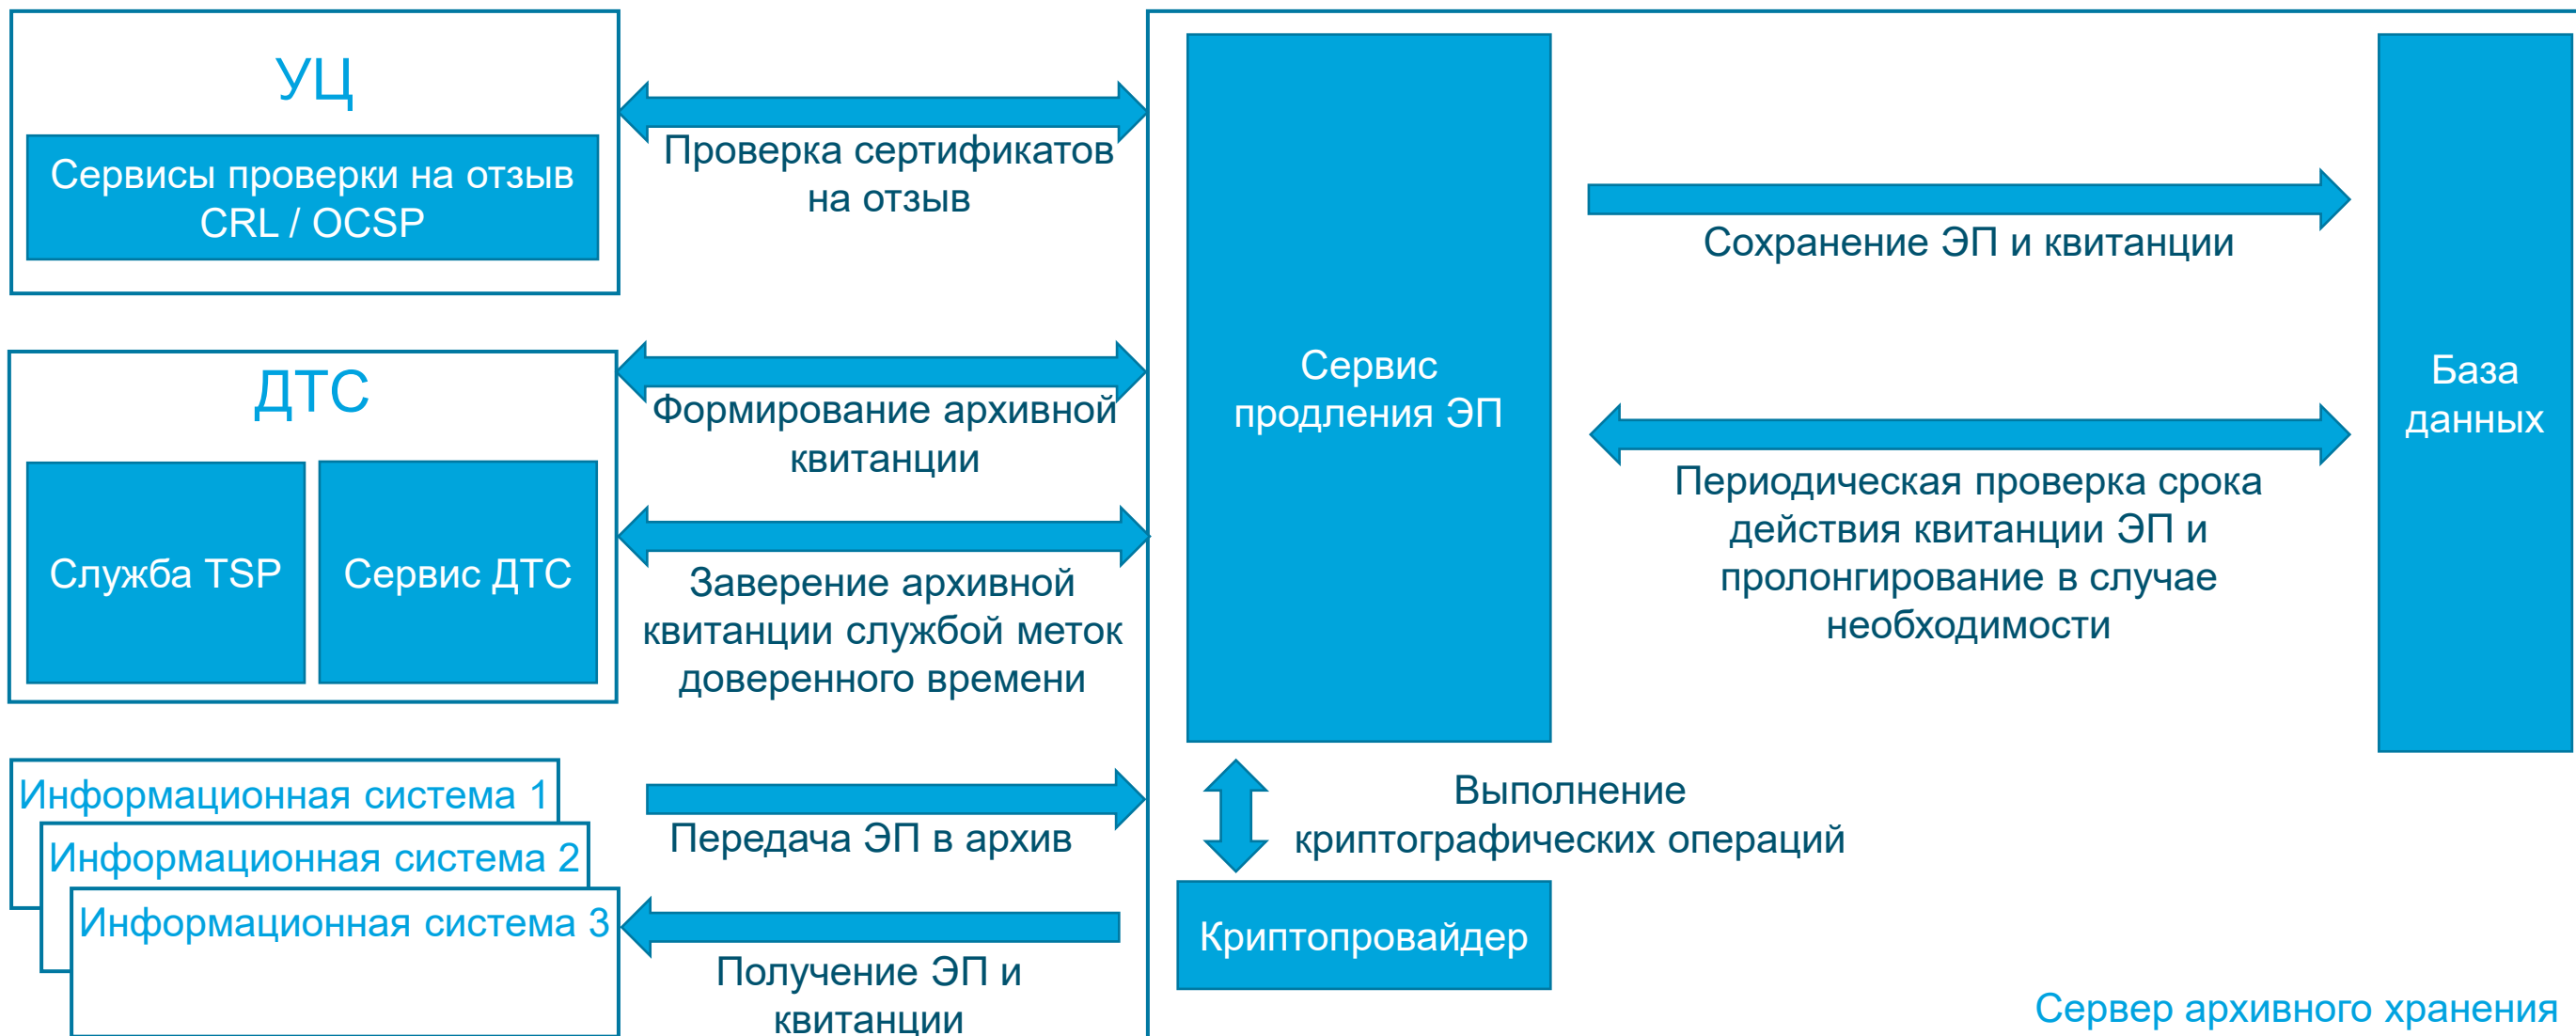 УЦ
Сервисы проверки на отзыв
CRL / OCSP
Проверка сертификатов
на отзыв
ДТС
Служба TSP
Сервис ДТС
Формирование архивной
квитанции
Заверение архивной
квитанции службой меток
доверенного времени
Информационная система 1
Информационная система 2
Информационная система 3
Передача ЭП в архив
Получение ЭП и
квитанции
Сервис
продления ЭП
Сохранение ЭП и квитанции
Периодическая проверка срока
действия квитанции ЭП и
пролонгирование в случае
необходимости
База
данных
Выполнение
криптографических операций
Криптопровайдер
Сервер архивного хранения